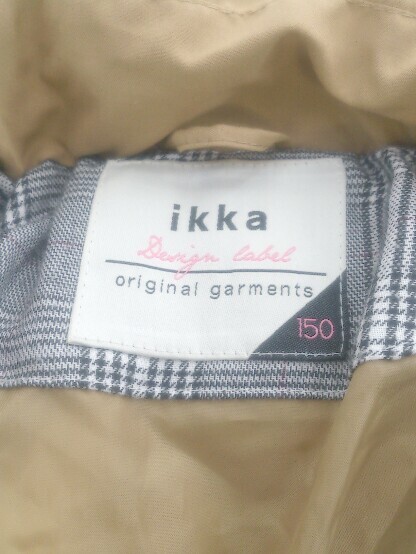 ikka
Design label
original garments
150